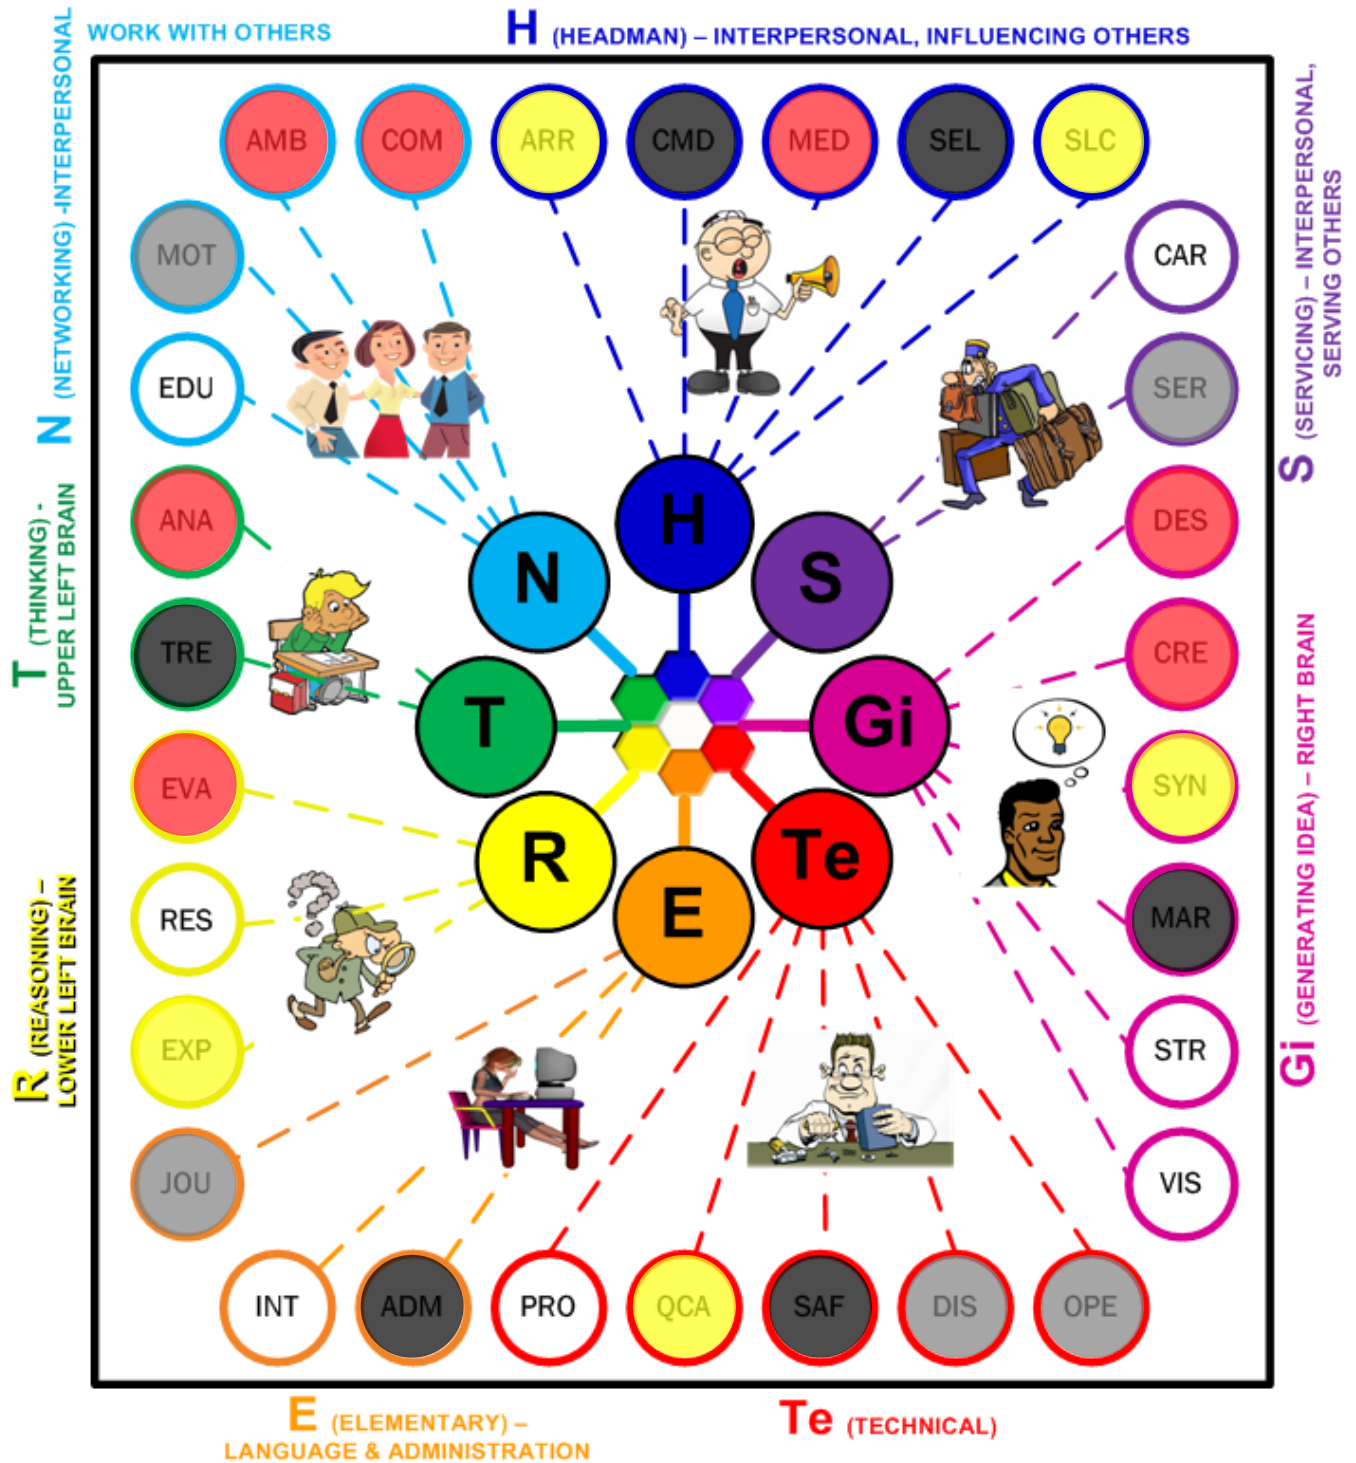 WORK WITH OTHERS
H (HEADMAN) – INTERPERSONAL, INFLUENCING OTHERS
N (NETWORKING) -INTERPERSONAL
S (SERVICING) – INTERPERSONAL,
SERVING OTHERS
AMB
COM
ARR
CMD
MED
SEL
SLC
MOT
CAR
EDU
SER
T (THINKING) -
UPPER LEFT BRAIN
ANA
DES
H
N
S
TRE
CRE
T
Gi
EVA
SYN
R
Te
E
R (REASONING) –
LOWER LEFT BRAIN
Gi (GENERATING IDEA) – RIGHT BRAIN
RES
MAR
EXP
STR
JOU
VIS
INT
ADM
PRO
QCA
SAF
DIS
OPE
E (ELEMENTARY) –
LANGUAGE & ADMINISTRATION
Te (TECHNICAL)